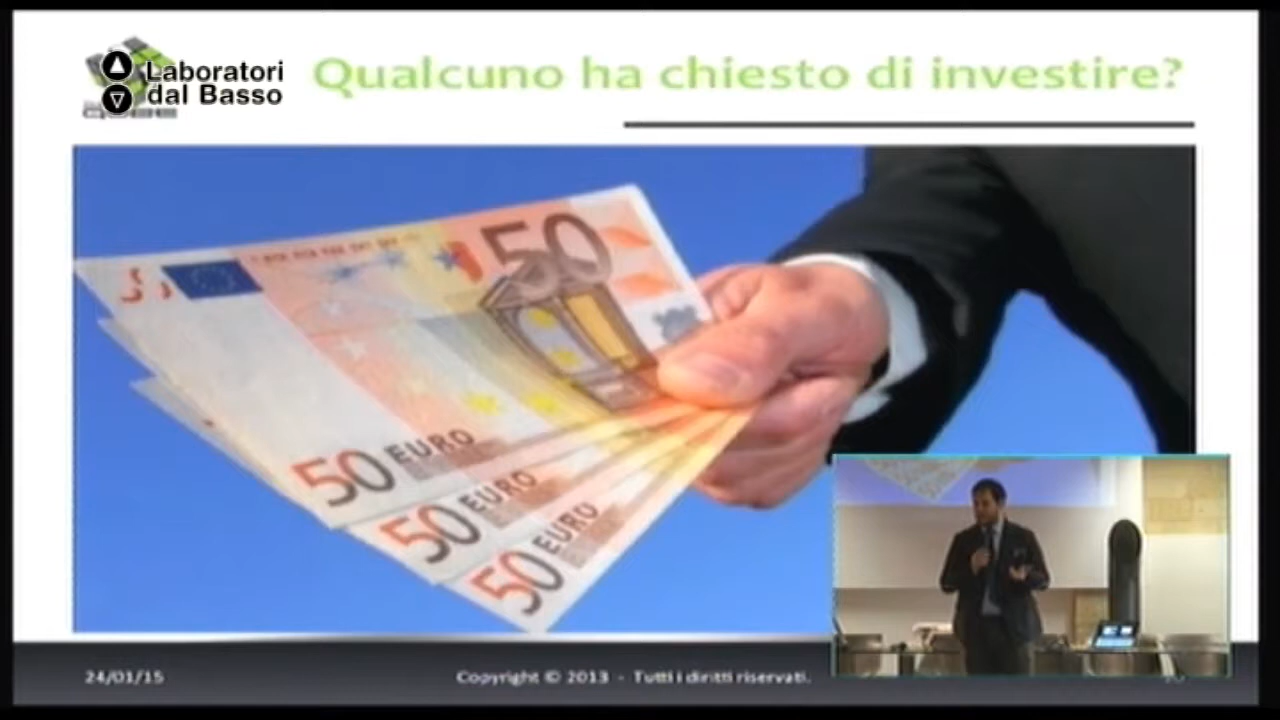 Laboratori
dal Basso
Qualcuno ha chiesto di investire?
50
50 EURO
50 EURO
50 EURO
24/01/15
Copyright © 2013 - Tutti i diritti riservati.